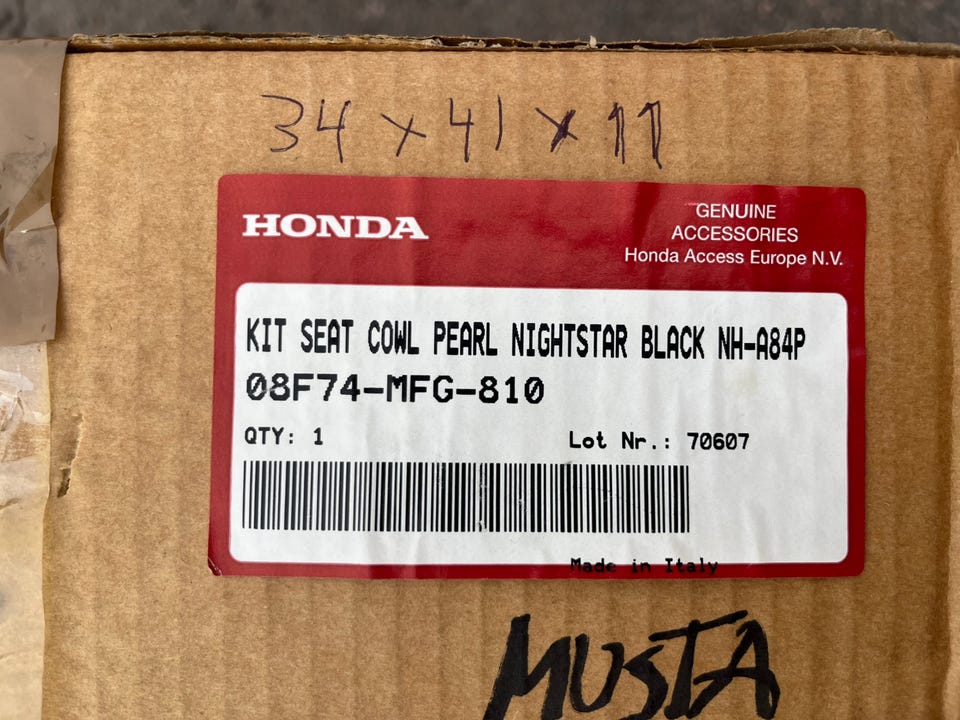 34 x 41 x 11
HONDA
GENUINE
ACCESSORIES
Honda Access Europe N.V.
KIT SEAT COWL PEARL NIGHTSTAR BLACK NH-A84P
08F74-MFG-810
QTY: 1
Lot Nr.: 70607
Made in Italy
MUSTA